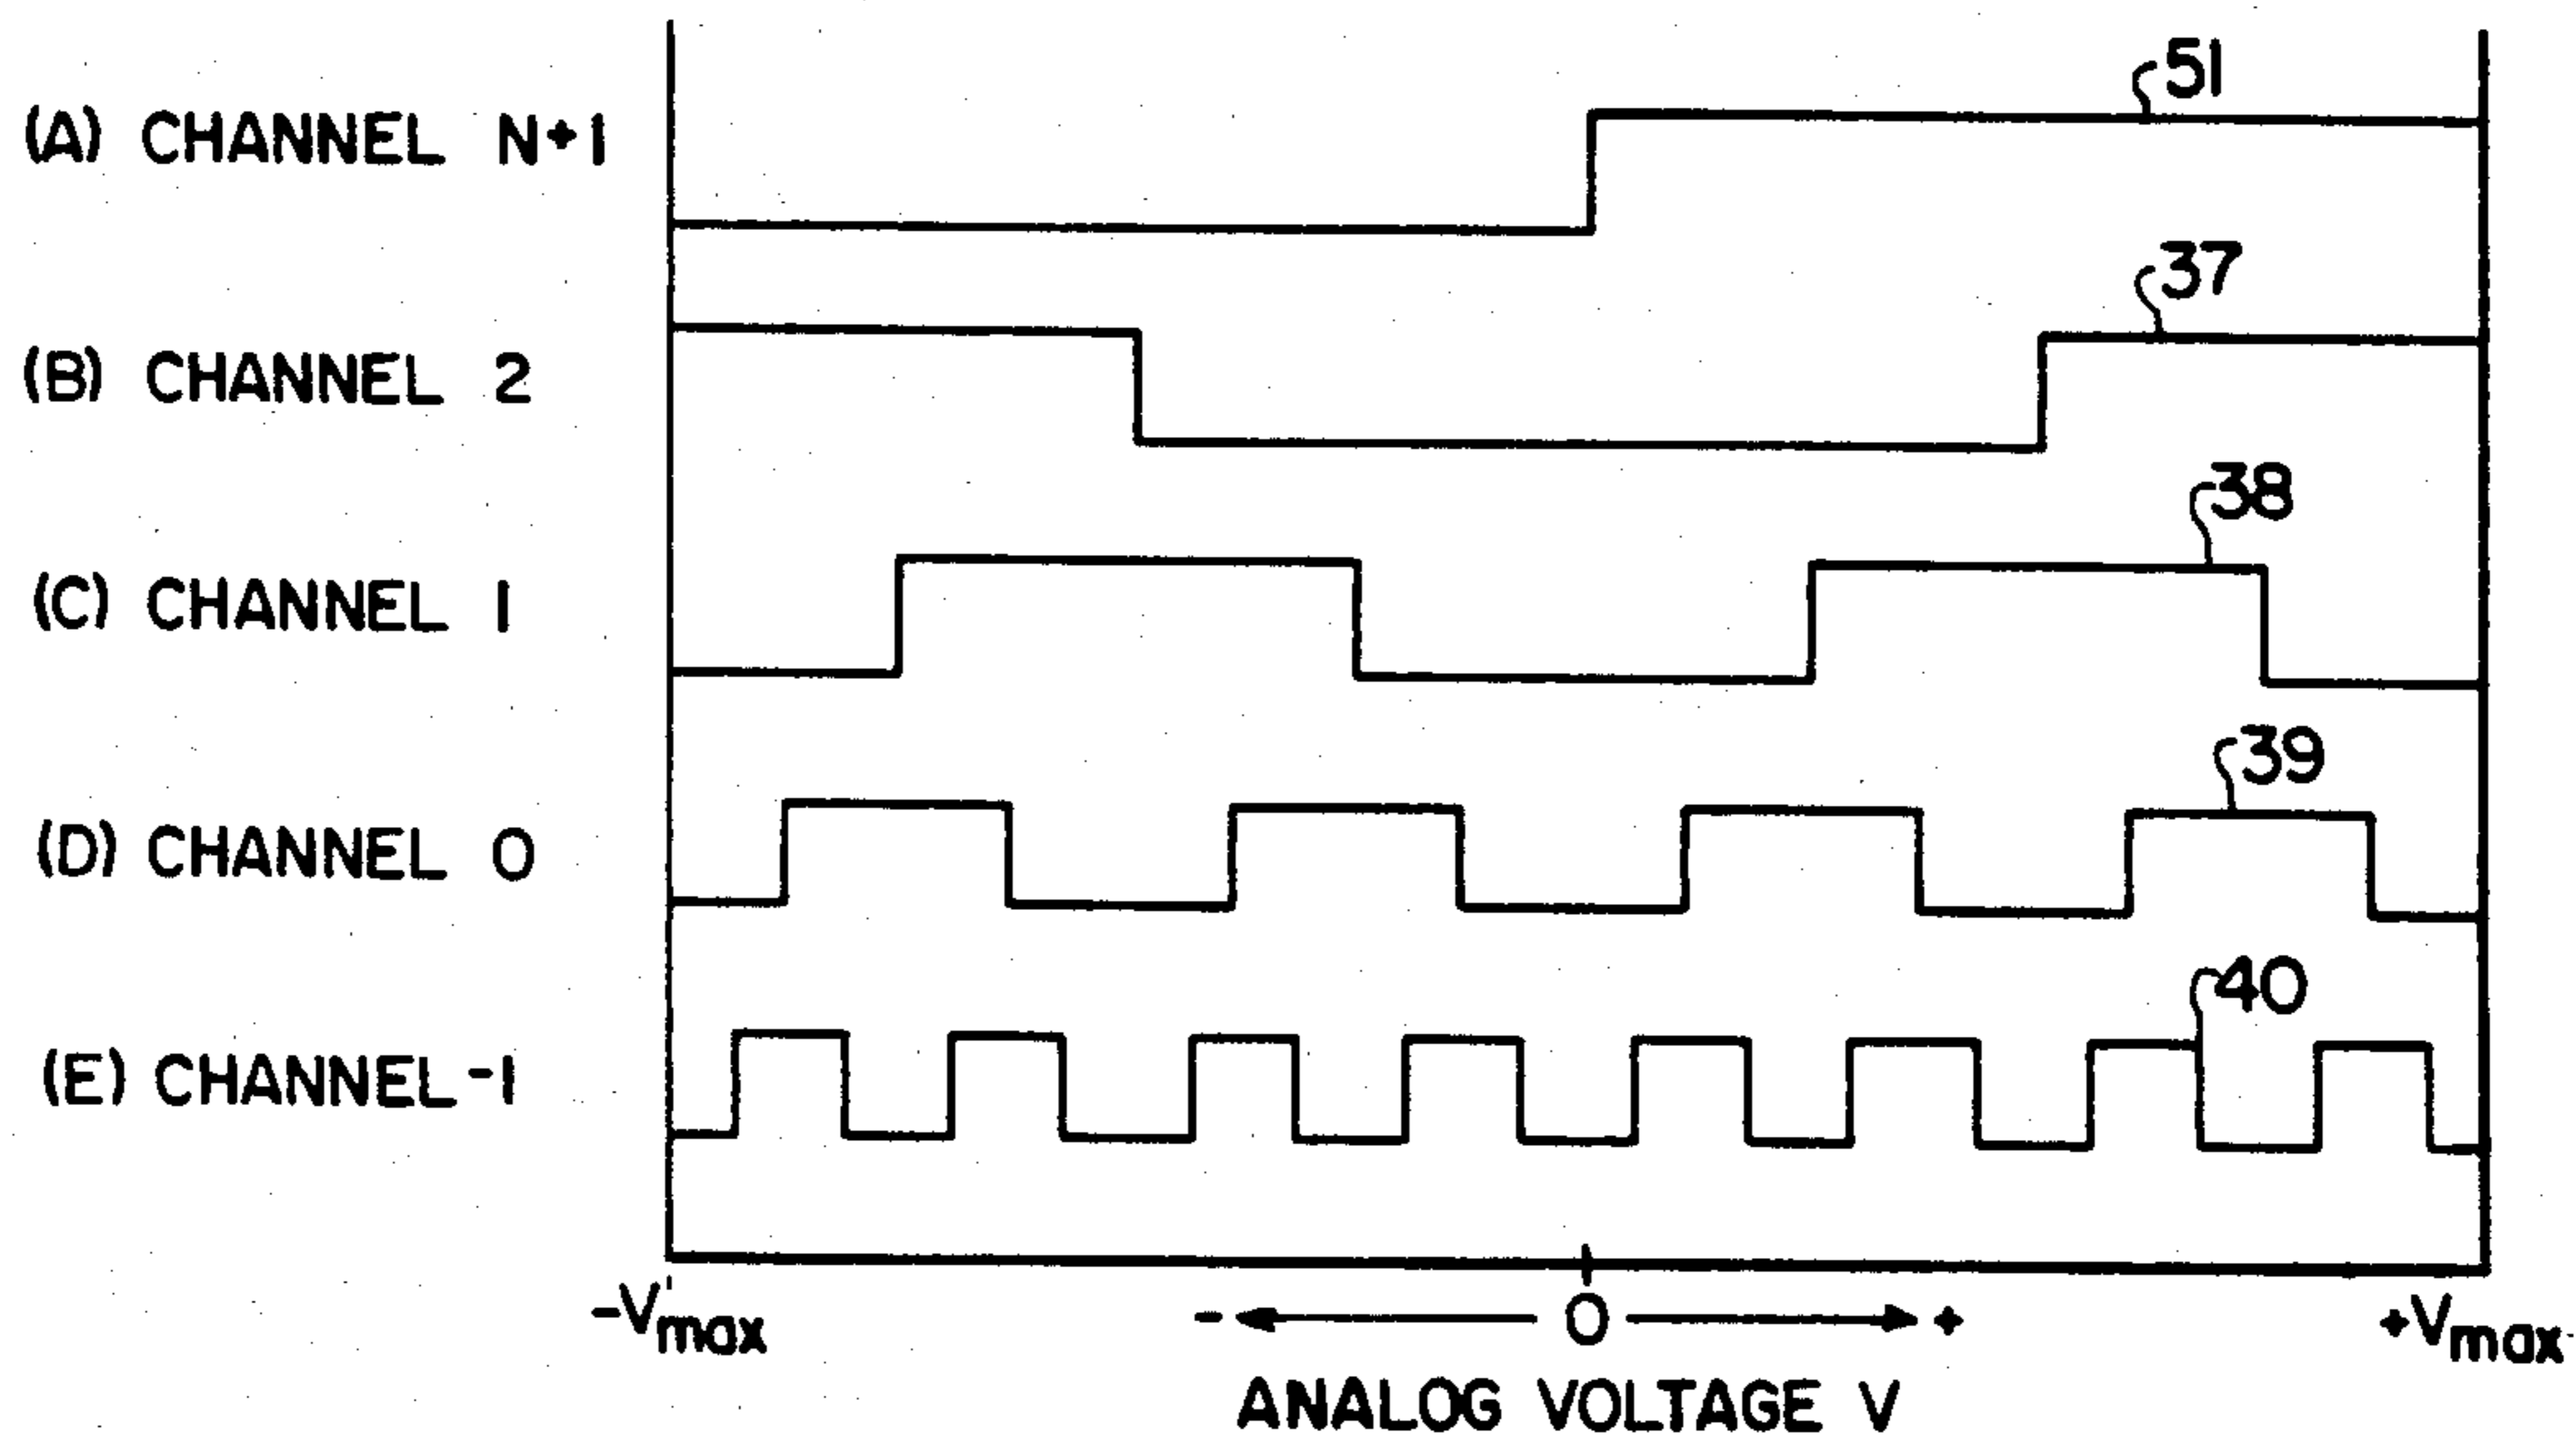 51
(A) CHANNEL N+1
37
(B) CHANNEL 2
38
(C) CHANNEL 1
39
(D) CHANNEL 0
40
(E) CHANNEL-1
-Vmax - 0 + +Vmax
ANALOG VOLTAGE V